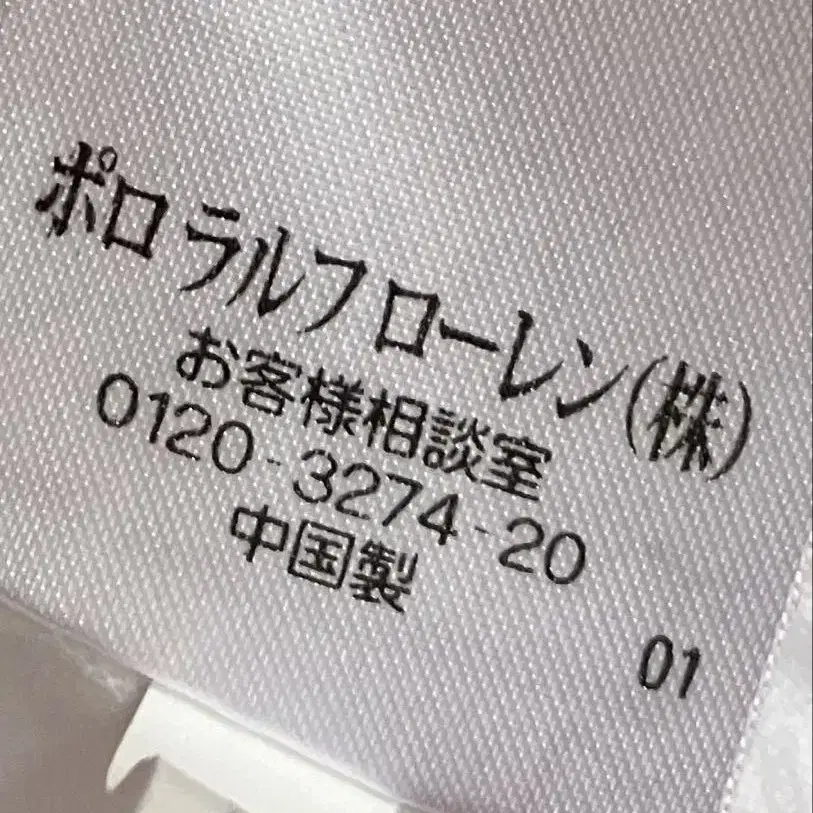 ポロ ラルフ ローレン(株)
お客様相談室
0120-3274-20
中国製
01